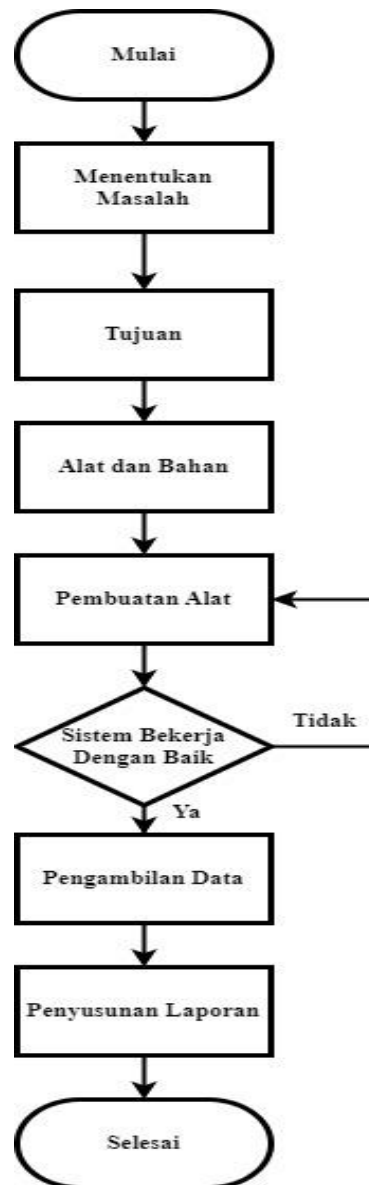 Mulai
Menentukan
Masalah
Tujuan
Alat dan Bahan
Pembuatan Alat
Sistem Bekerja
Dengan Baik
Tidak
Ya
Pengambilan Data
Penyusunan Laporan
Selesai